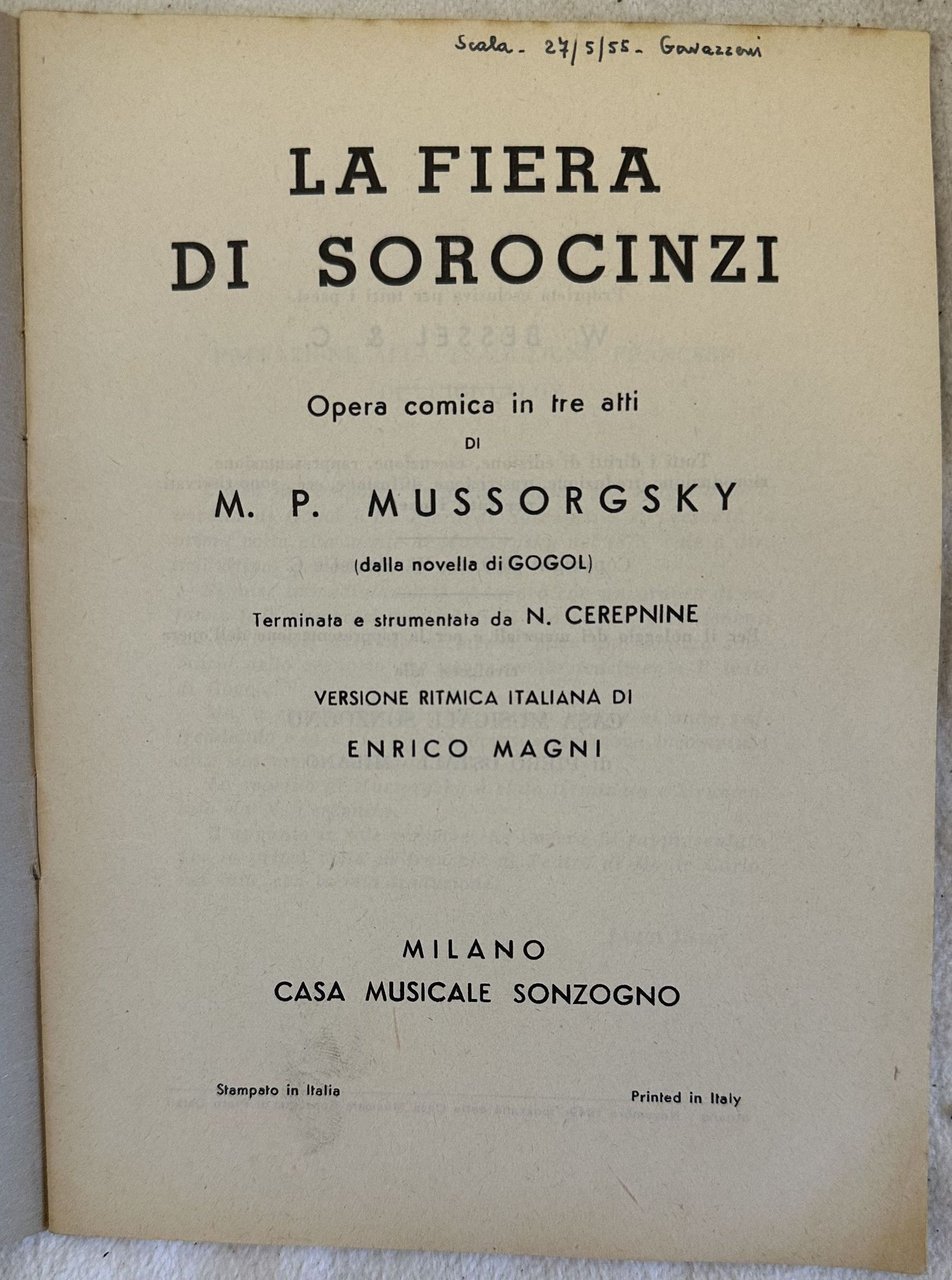 Scala - 27/5/55 - Gavazzeni
LA FIERA
DI SOROCINZI
Opera comica in tre atti
DI
M. P. MUSSORGSKY
(dalla novella di GOGOL)
Terminata e strumentata da N. CEREPNINE
VERSIONE RITMICA ITALIANA DI
ENRICO MAGNI
MILANO
CASA MUSICALE SONZOGNO
Stampato in Italia Printed in Italy